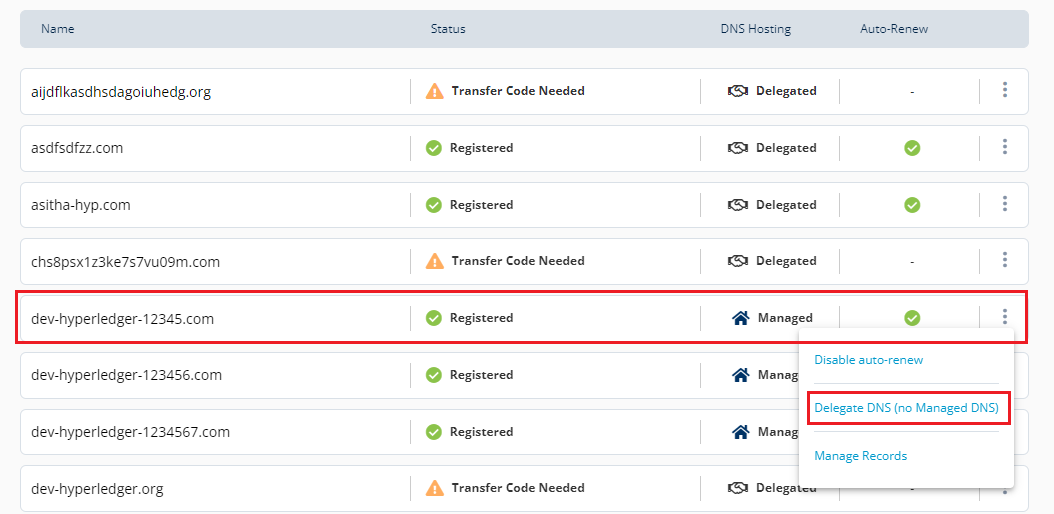 Name Status DNS Hosting Auto-Renew
aijdflkasdhsdagoiuhedg.org Transfer Code Needed Delegated -
asdfsdfzz.com Registered Delegated
asitha-hyp.com Registered Delegated
chs8psx1z3ke7s7vu09m.com Transfer Code Needed Delegated -
dev-hyperledger-12345.com Registered Managed
Disable auto-renew
dev-hyperledger-123456.com Registered Manag
Delegate DNS (no Managed DNS)
dev-hyperledger-1234567.com Registered Manag
Manage Records
dev-hyperledger.org Transfer Code Needed Delegated -